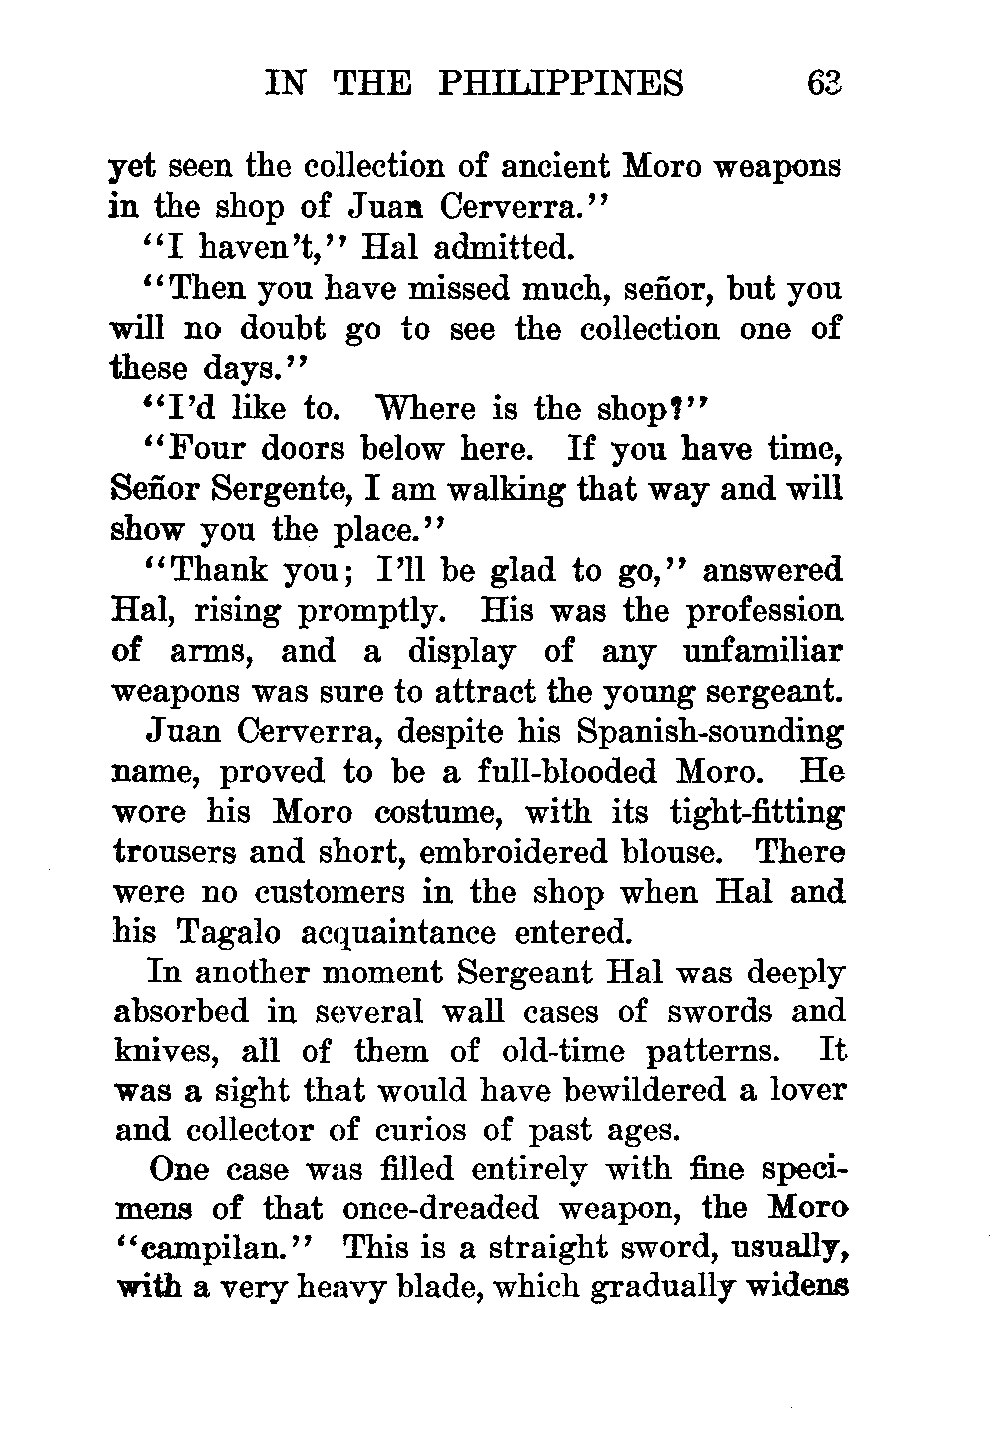 IN THE PHILIPPINES 63
yet seen the collection of ancient Moro weapons
in the shop of Juan Cerverra."
"I haven't," Hal admitted.
"Then you have missed much, señor, but you
will no doubt go to see the collection one of
these days."
"I'd like to. Where is the shop?"
"Four doors below here. If you have time,
Señor Sergente, I am walking that way and will
show you the place."
"Thank you; I'll be glad to go," answered
Hal, rising promptly. His was the profession
of arms, and a display of any unfamiliar
weapons was sure to attract the young sergeant.
Juan Cerverra, despite his Spanish-sounding
name, proved to be a full-blooded Moro. He
wore his Moro costume, with its tight-fitting
trousers and short, embroidered blouse. There
were no customers in the shop when Hal and
his Tagalo acquaintance entered.
In another moment Sergeant Hal was deeply
absorbed in several wall cases of swords and
knives, all of them of old-time patterns. It
was a sight that would have bewildered a lover
and collector of curios of past ages.
One case was filled entirely with fine speci-
mens of that once-dreaded weapon, the Moro
"campilan." This is a straight sword, usually,
with a very heavy blade, which gradually widens